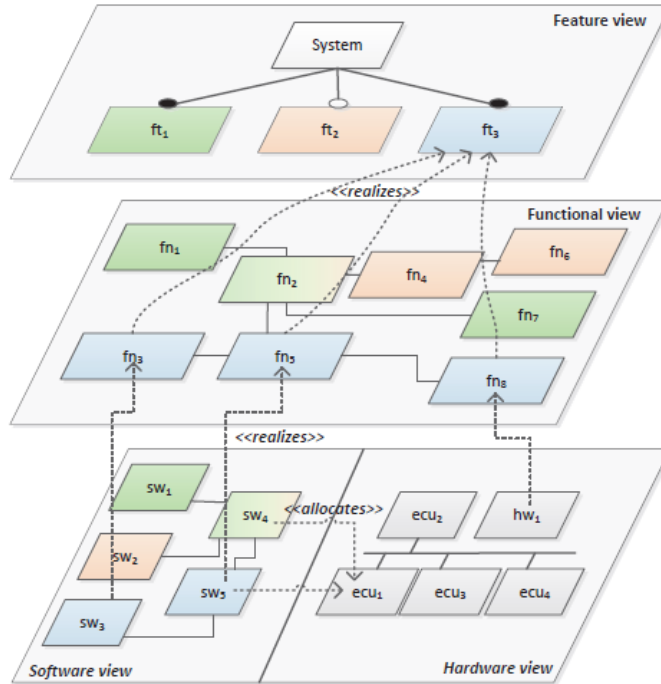 Feature view
System
ft₁
ft₂
ft₃
<<realizes>>
Functional view
fn₁
fn₂
fn₄
fn₆
fn₇
fn₃
fn₅
fn₈
<<realizes>>
sw₁
sw₄
<<allocates>>
ecu₂
hw₁
sw₂
sw₅
ecu₁
ecu₃
ecu₄
sw₃
Software view
Hardware view